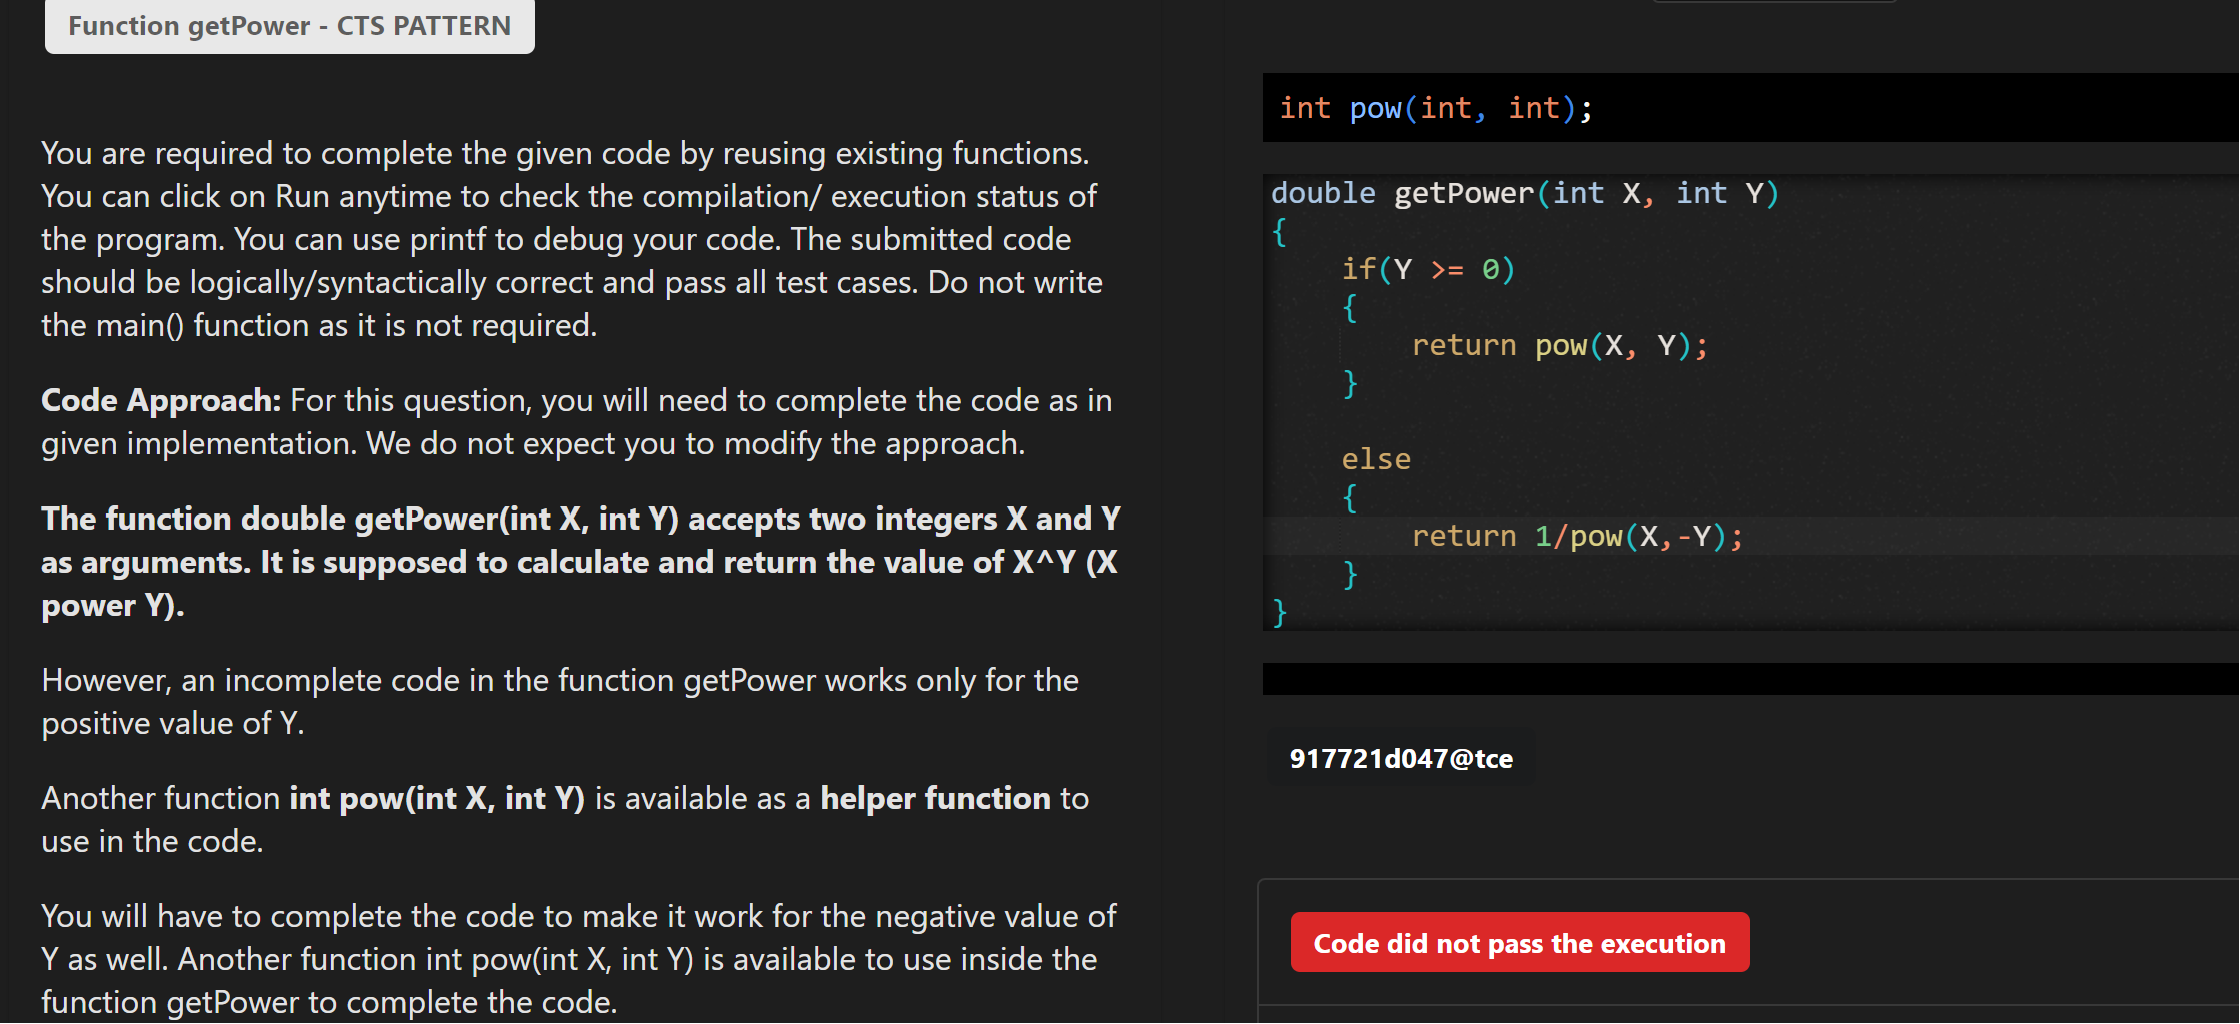 Function getPower - CTS PATTERN
You are required to complete the given code by reusing existing functions.
You can click on Run anytime to check the compilation/ execution status of
the program. You can use printf to debug your code. The submitted code
should be logically/syntactically correct and pass all test cases. Do not write
the main() function as it is not required.
Code Approach: For this question, you will need to complete the code as in
given implementation. We do not expect you to modify the approach.
The function double getPower(int X, int Y) accepts two integers X and Y
as arguments. It is supposed to calculate and return the value of X^Y (X
power Y).
However, an incomplete code in the function getPower works only for the
positive value of Y.
Another function int pow(int X, int Y) is available as a helper function to
use in the code.
You will have to complete the code to make it work for the negative value of
Y as well. Another function int pow(int X, int Y) is available to use inside the
function getPower to complete the code.
int pow(int, int);
double getPower(int X, int Y)
{
    if(Y >= 0)
    {
        return pow(X, Y);
    }
    else
    {
        return 1/pow(X,-Y);
    }
}
917721d047@tce
Code did not pass the execution